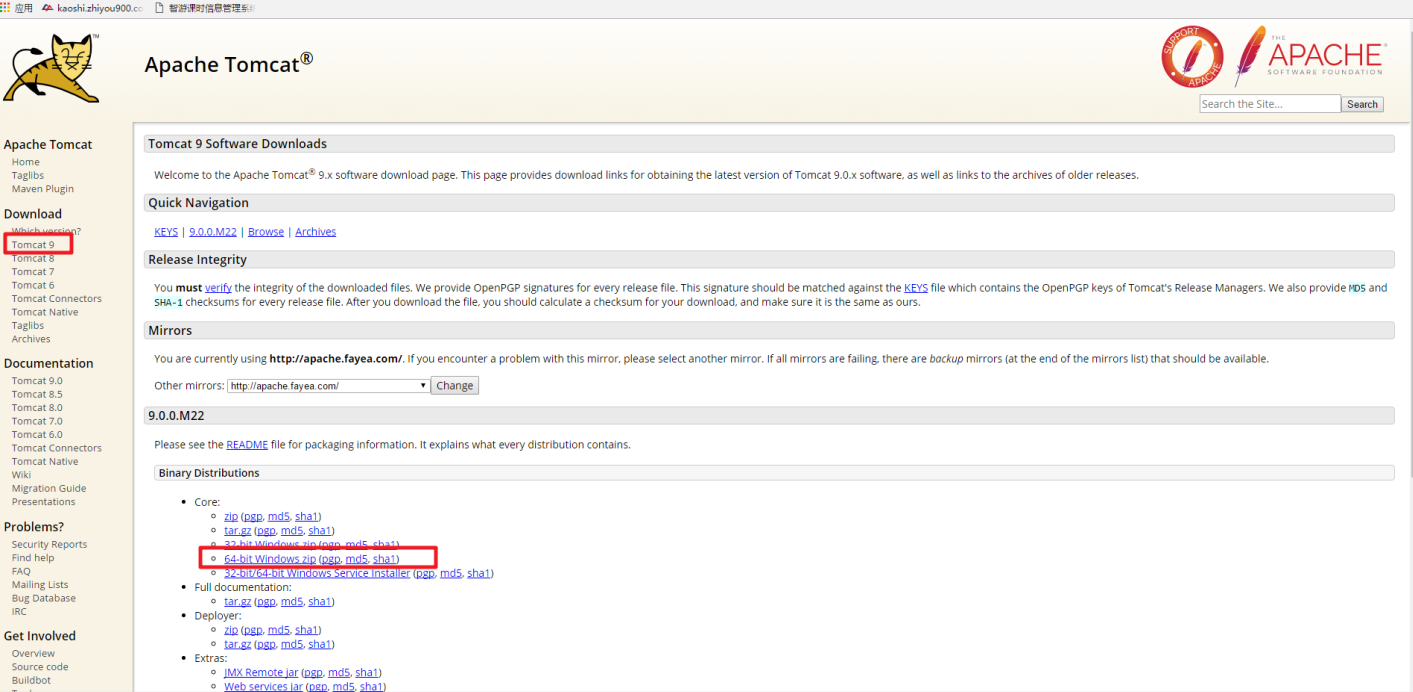 应用 kaoshi.zhiyou900.co 智游课时信息管理系统
Apache Tomcat®
SUPPORT APACHE
THE APACHE® SOFTWARE FOUNDATION
Search the Site... Search
Apache Tomcat
Home
Taglibs
Maven Plugin
Download
Which version?
Tomcat 9
Tomcat 8
Tomcat 7
Tomcat 6
Tomcat Connectors
Tomcat Native
Taglibs
Archives
Documentation
Tomcat 9.0
Tomcat 8.5
Tomcat 8.0
Tomcat 7.0
Tomcat 6.0
Tomcat Connectors
Tomcat Native
Wiki
Migration Guide
Presentations
Problems?
Security Reports
Find help
FAQ
Mailing Lists
Bug Database
IRC
Get Involved
Overview
Source code
Buildbot
Tomcat 9 Software Downloads
Welcome to the Apache Tomcat® 9.x software download page. This page provides download links for obtaining the latest version of Tomcat 9.0.x software, as well as links to the archives of older releases.
Quick Navigation
KEYS | 9.0.0.M22 | Browse | Archives
Release Integrity
You must verify the integrity of the downloaded files. We provide OpenPGP signatures for every release file. This signature should be matched against the KEYS file which contains the OpenPGP keys of Tomcat's Release Managers. We also provide MD5 and
SHA-1 checksums for every release file. After you download the file, you should calculate a checksum for your download, and make sure it is the same as ours.
Mirrors
You are currently using http://apache.fayea.com/. If you encounter a problem with this mirror, please select another mirror. If all mirrors are failing, there are backup mirrors (at the end of the mirrors list) that should be available.
Other mirrors: http://apache.fayea.com/ Change
9.0.0.M22
Please see the README file for packaging information. It explains what every distribution contains.
Binary Distributions
Core:
zip (pgp, md5, sha1)
tar.gz (pgp, md5, sha1)
32-bit Windows zip (pgp, md5, sha1)
64-bit Windows zip (pgp, md5, sha1)
32-bit/64-bit Windows Service Installer (pgp, md5, sha1)
Full documentation:
tar.gz (pgp, md5, sha1)
Deployer:
zip (pgp, md5, sha1)
tar.gz (pgp, md5, sha1)
Extras:
JMX Remote jar (pgp, md5, sha1)
Web services jar (pgp, md5, sha1)